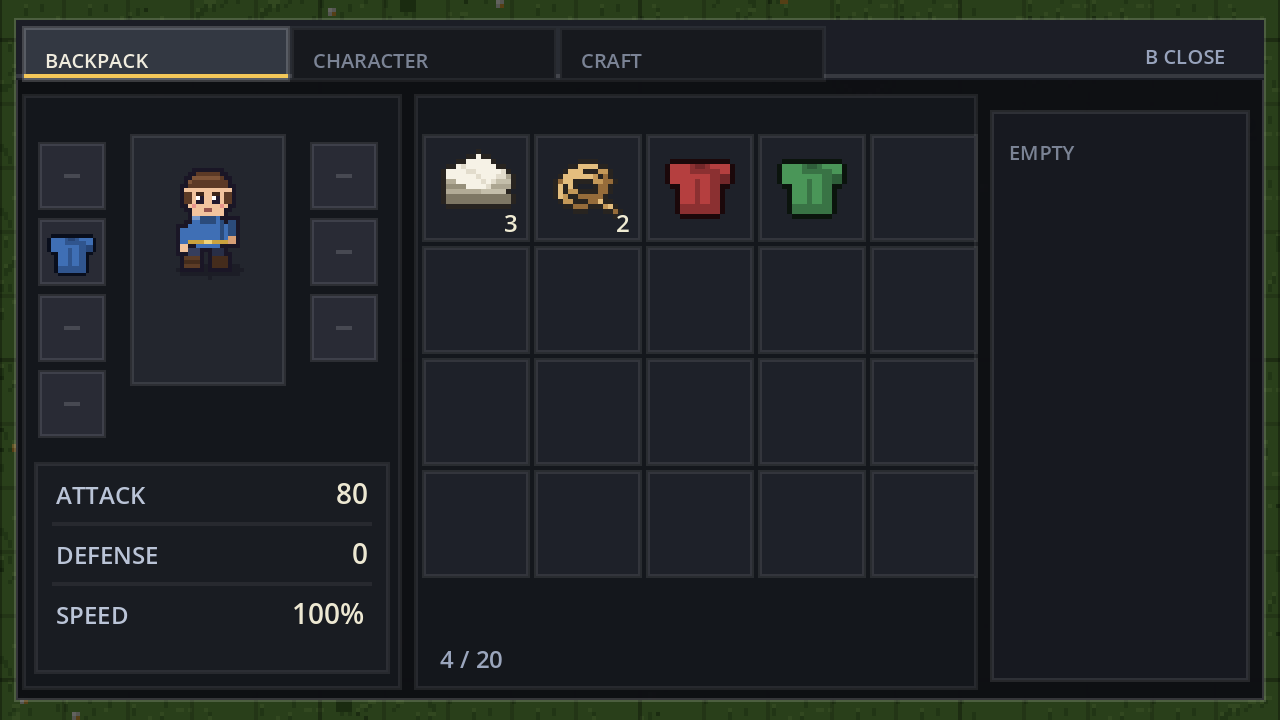 BACKPACK
CHARACTER
CRAFT
B CLOSE
3
2
EMPTY
ATTACK 80
DEFENSE 0
SPEED 100%
4 / 20